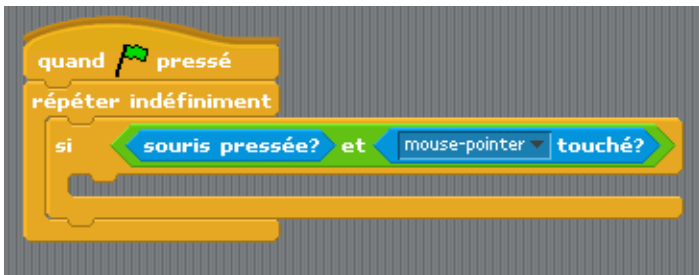 quand pressé
répéter indéfiniment
si souris pressée? et mouse-pointer touché?